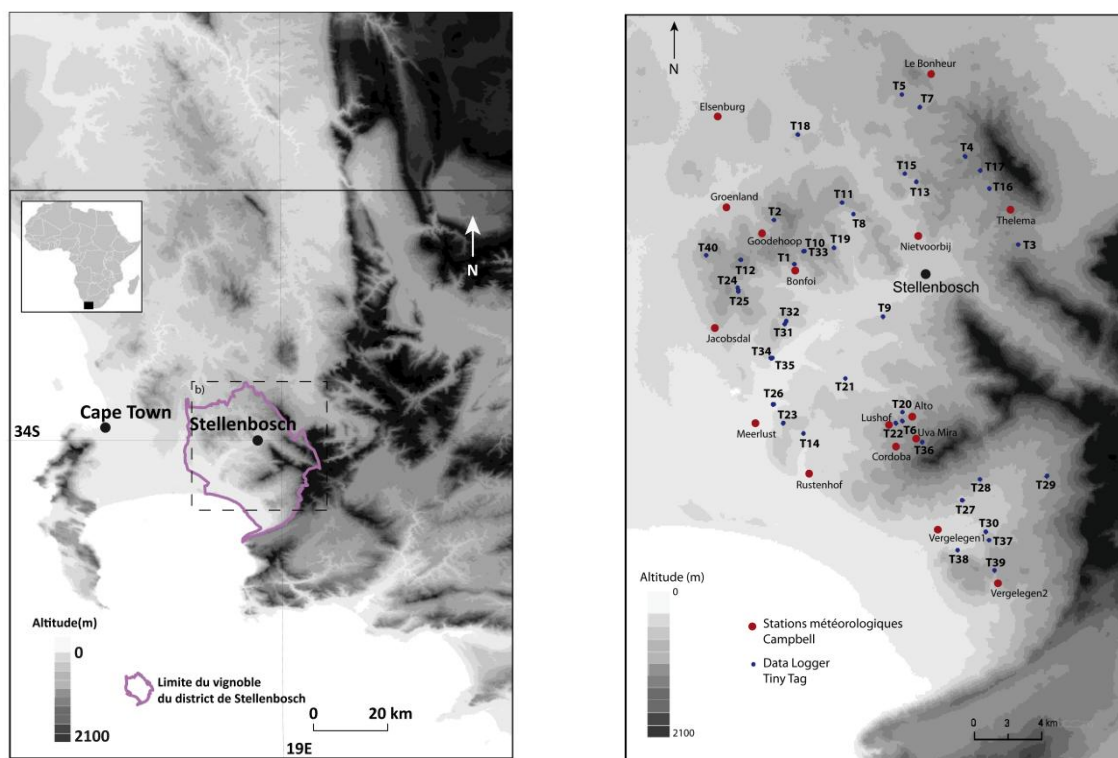 b)
N
Cape Town
Stellenbosch
34S
Altitude(m)
0
2100
Limite du vignoble
du district de Stellenbosch
0 20 km
19E
N
Le Bonheur
T5
T7
Elsenburg
T18
T4
T17
T15
T13
T16
Groenland
T11
T2
T8
Thelema
Goodehoop
T10
T19
Nietvoorbij
T3
T40
T33
T12
T1
Bonfoi
T24
T25
Stellenbosch
T32
T9
T31
Jacobsdal
T34
T35
T21
T26
T20
Alto
T23
Lushof
Meerlust
T22
T6
Uva Mira
T14
T36
Cordoba
Rustenhof
T28
T29
T27
T30
Vergelegen1
T37
T38
T39
Vergelegen2
Altitude (m)
0
2100
Stations météorologiques
Campbell
Data Logger
Tiny Tag
0 3 4 km